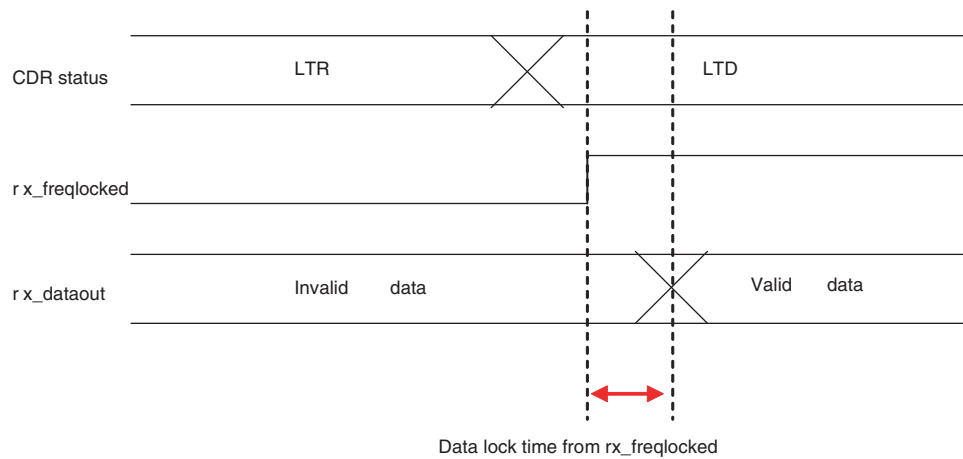 CDR status
LTR
LTD
r x_freqlocked
r x_dataout
Invalid data
Valid data
Data lock time from rx_freqlocked